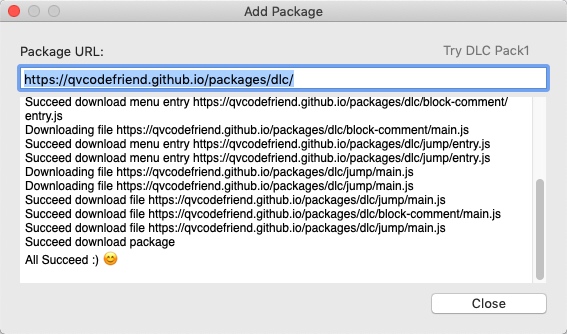 Add Package
Package URL:
Try DLC Pack1
https://qvcodefriend.github.io/packages/dlc/
Succeed download menu entry https://qvcodefriend.github.io/packages/dlc/block-comment/
entry.js
Downloading file https://qvcodefriend.github.io/packages/dlc/block-comment/main.js
Succeed download menu entry https://qvcodefriend.github.io/packages/dlc/jump/entry.js
Succeed download menu entry https://qvcodefriend.github.io/packages/dlc/jump/entry.js
Downloading file https://qvcodefriend.github.io/packages/dlc/jump/main.js
Downloading file https://qvcodefriend.github.io/packages/dlc/jump/main.js
Succeed download file https://qvcodefriend.github.io/packages/dlc/jump/main.js
Succeed download file https://qvcodefriend.github.io/packages/dlc/block-comment/main.js
Succeed download file https://qvcodefriend.github.io/packages/dlc/jump/main.js
Succeed download package
All Succeed :) 😊
Close